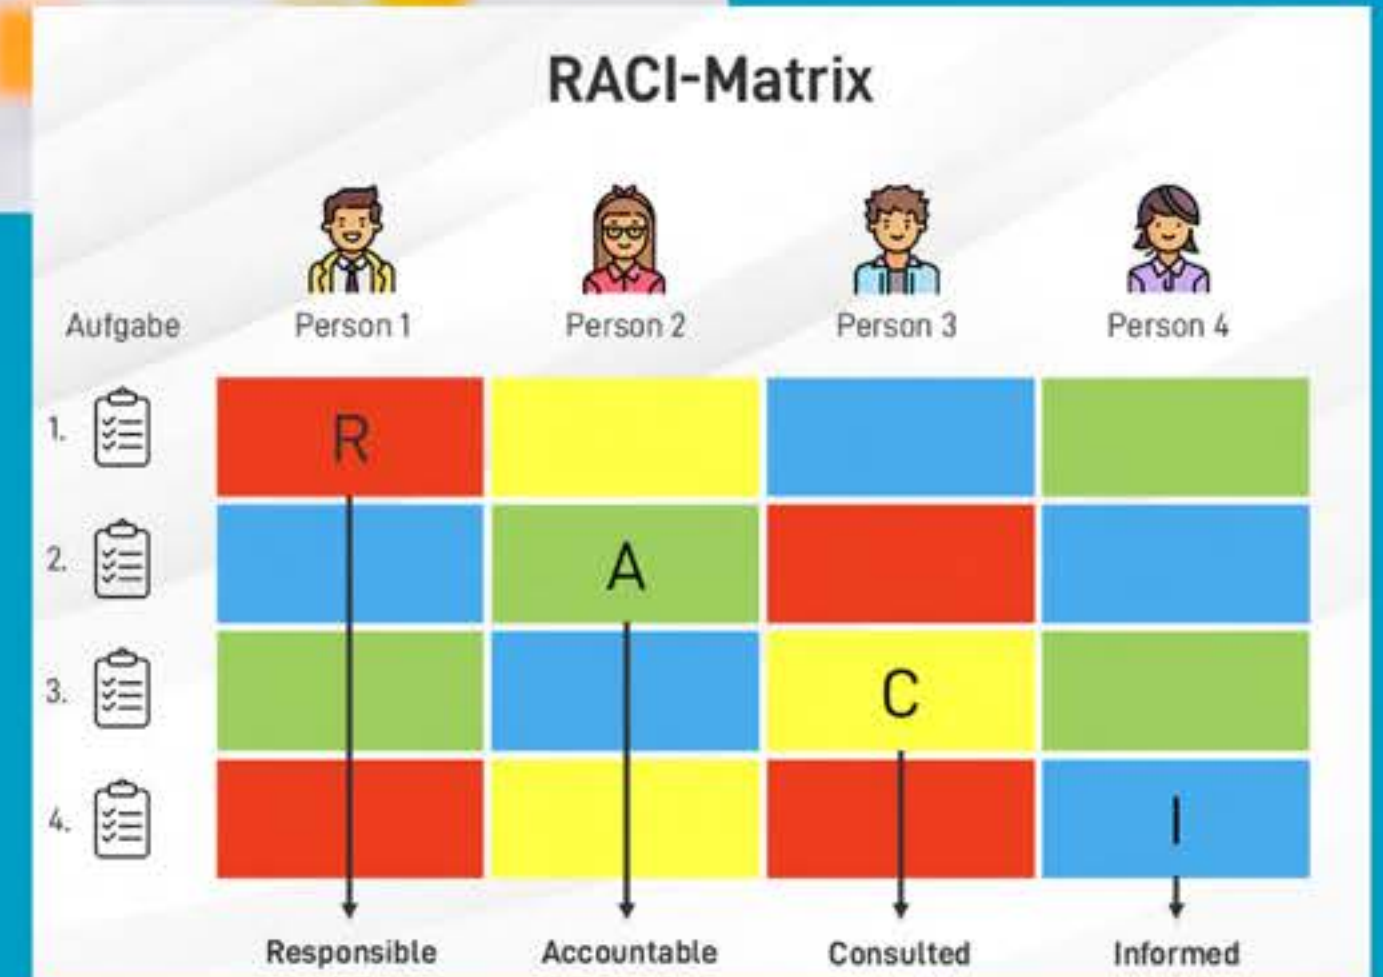 RACI-Matrix
Aufgabe Person 1 Person 2 Person 3 Person 4
1. R
2. A
3. C
4. I
Responsible Accountable Consulted Informed